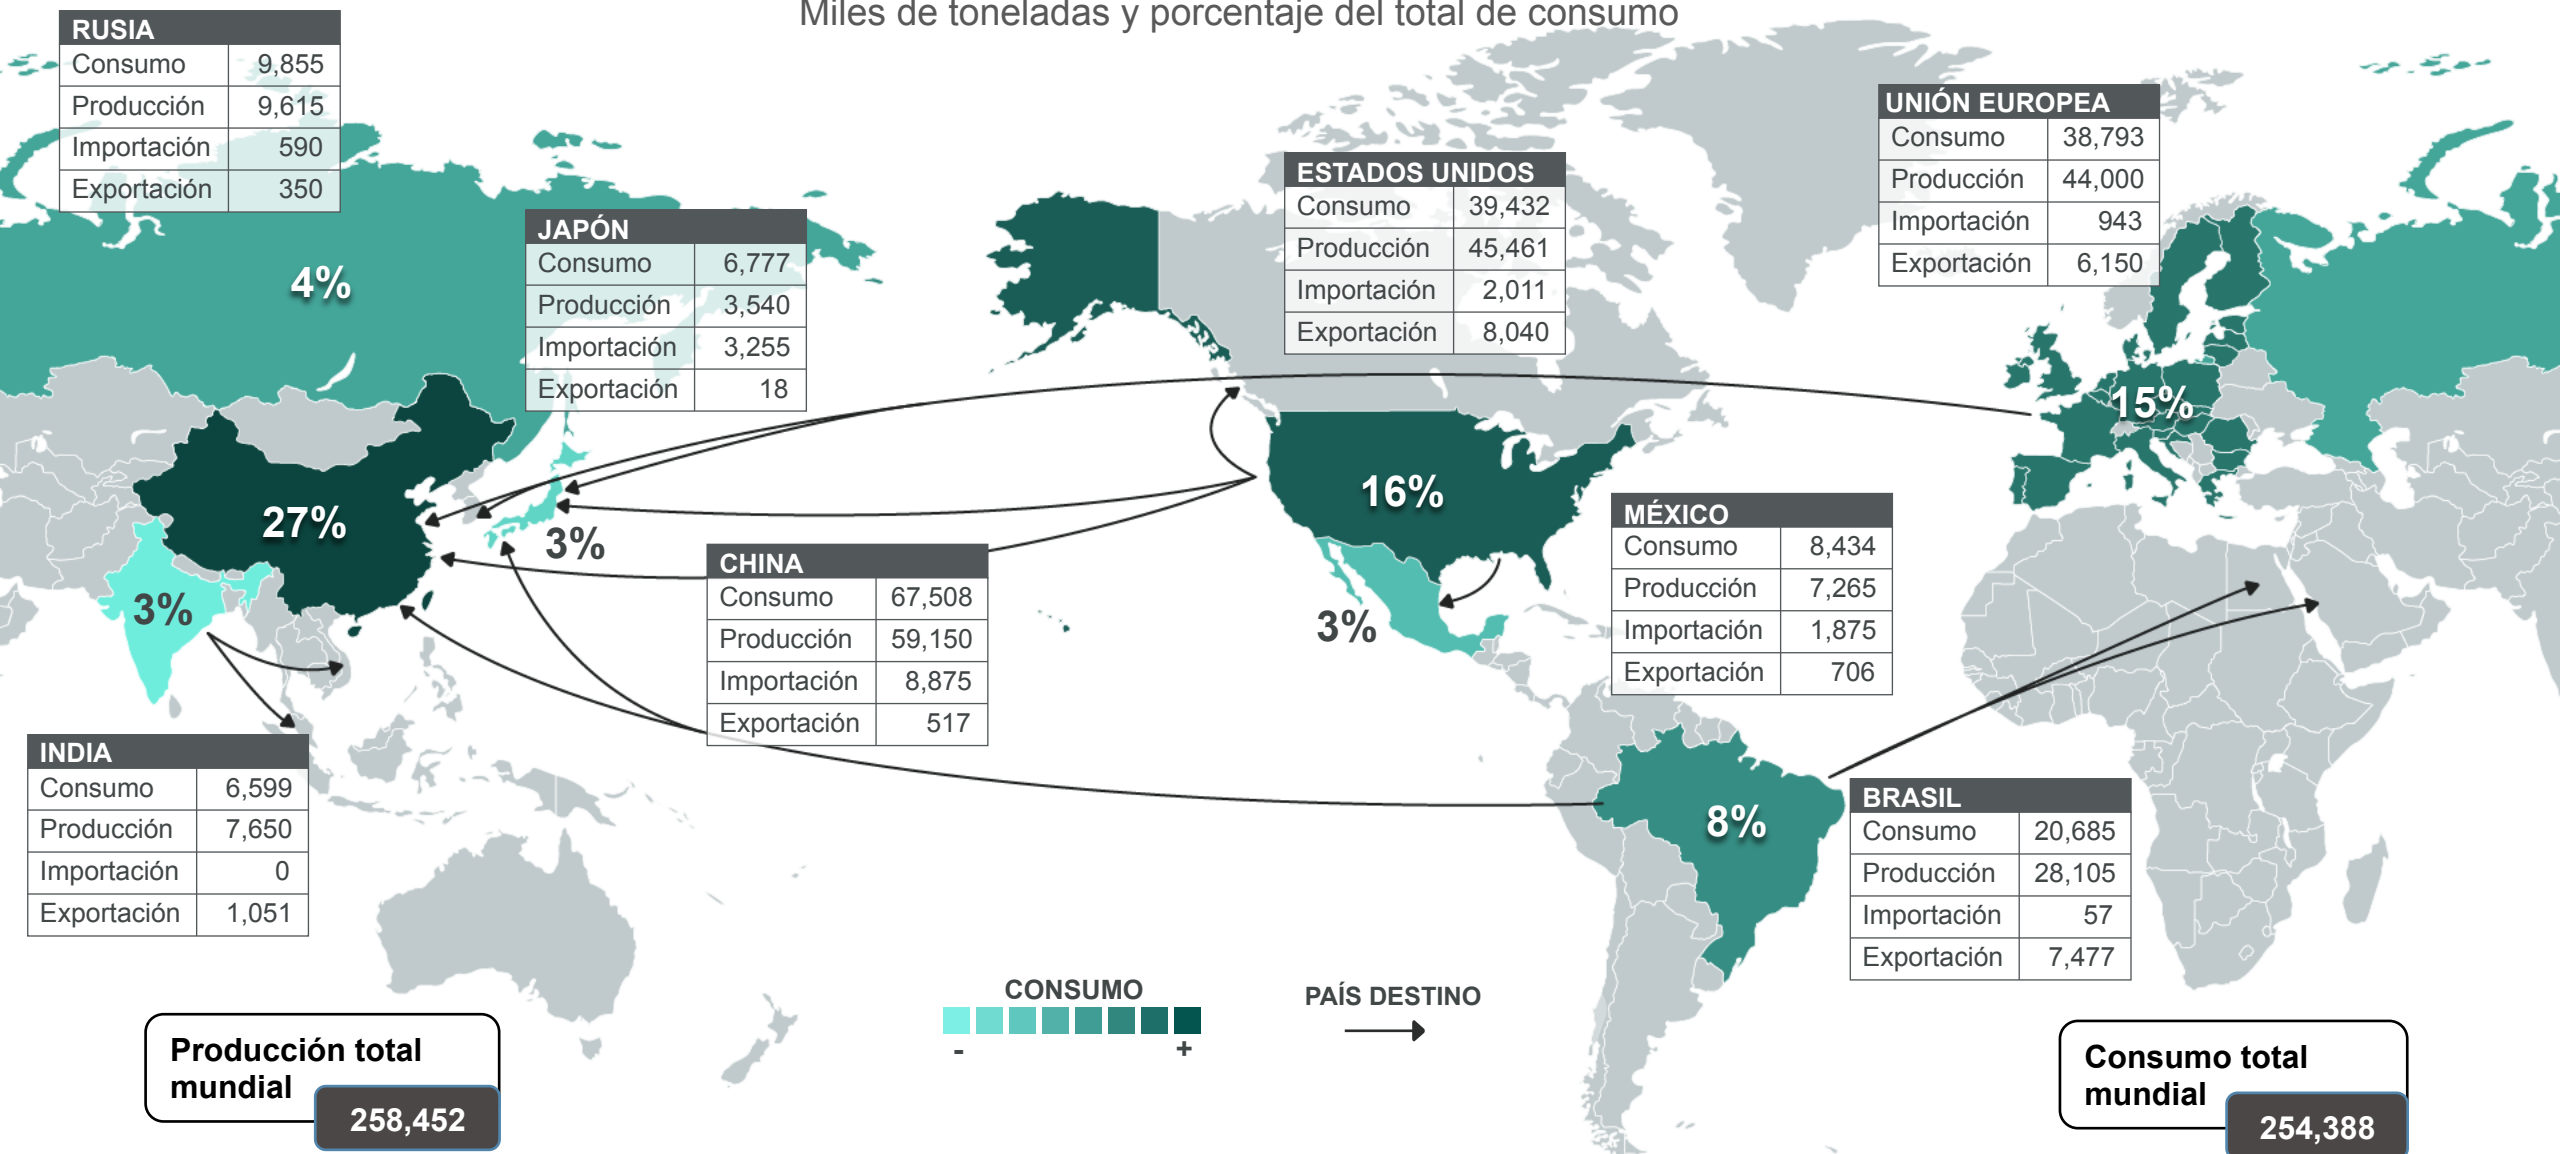 Miles de toneladas y porcentaje del total de consumo
RUSIA
Consumo 9,855
Producción 9,615
Importación 590
Exportación 350
4%
JAPÓN
Consumo 6,777
Producción 3,540
Importación 3,255
Exportación 18
3%
ESTADOS UNIDOS
Consumo 39,432
Producción 45,461
Importación 2,011
Exportación 8,040
16%
UNIÓN EUROPEA
Consumo 38,793
Producción 44,000
Importación 943
Exportación 6,150
15%
27%
CHINA
Consumo 67,508
Producción 59,150
Importación 8,875
Exportación 517
MÉXICO
Consumo 8,434
Producción 7,265
Importación 1,875
Exportación 706
3%
3%
INDIA
Consumo 6,599
Producción 7,650
Importación 0
Exportación 1,051
8%
BRASIL
Consumo 20,685
Producción 28,105
Importación 57
Exportación 7,477
CONSUMO
- +
PAÍS DESTINO
Producción total
mundial
258,452
Consumo total
mundial
254,388